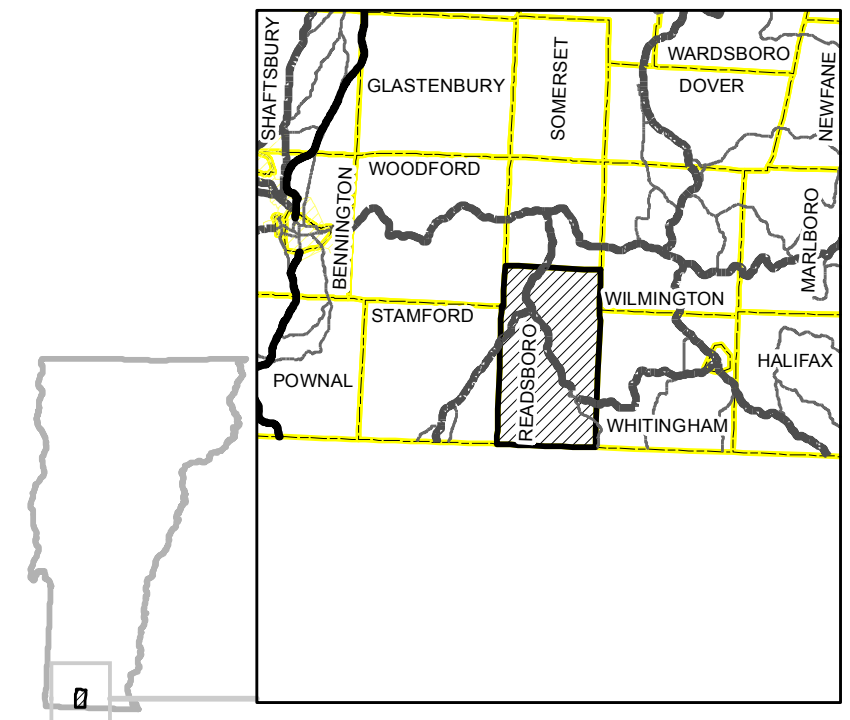 SHAFTSBURY
GLASTENBURY
SOMERSET
WARDSBORO
DOVER
NEWFANE
WOODFORD
BENNINGTON
MARLBORO
STAMFORD
WILMINGTON
READSBORO
POWNAL
HALIFAX
WHITINGHAM